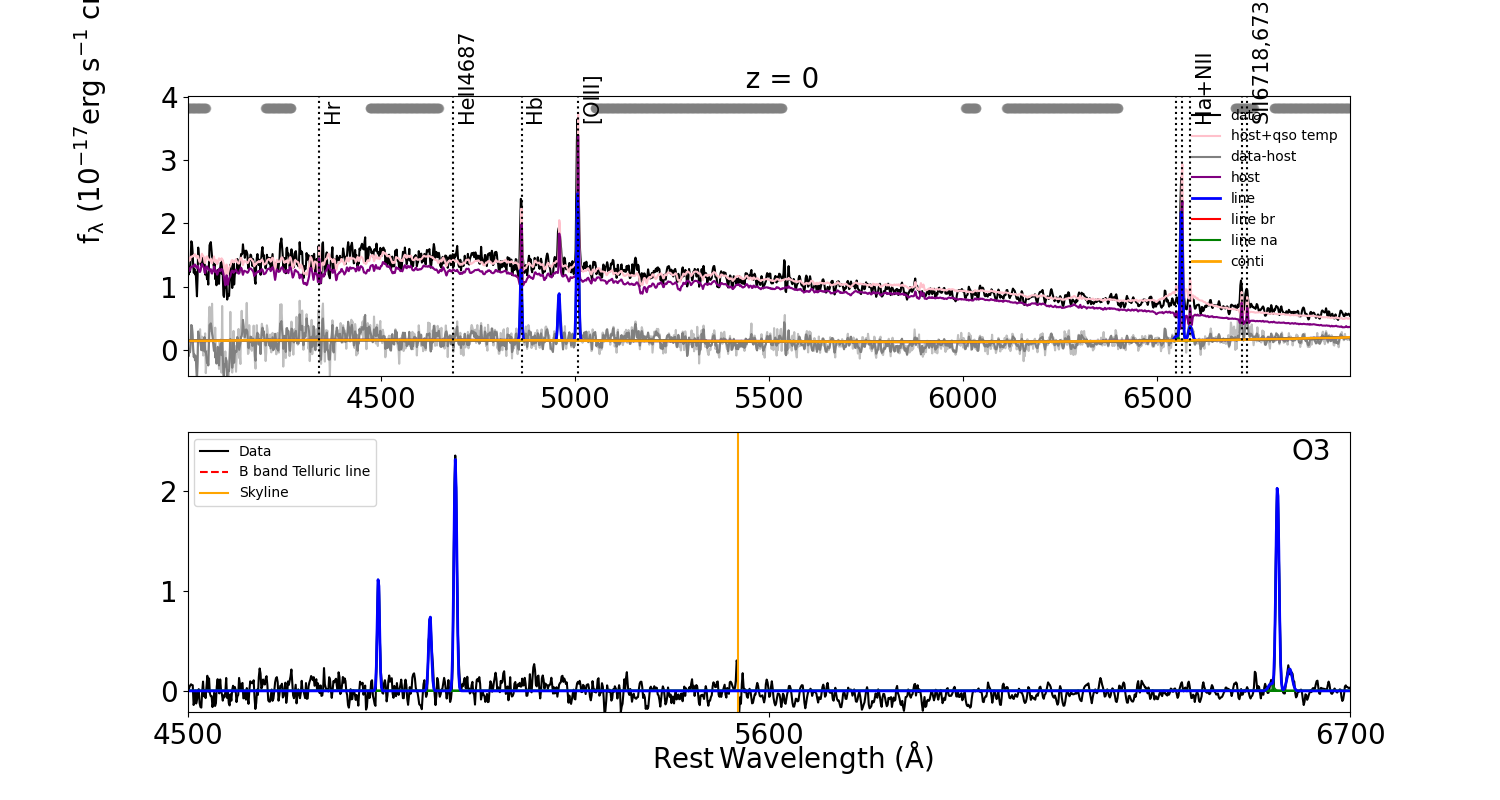 z = 0
f_λ (10^{-17} erg s^{-1} c
Hr
HeII4687
Hb
[OIII]
Ha+NII
SII6718,673
4
3
2
1
0
data
host+qso temp
data-host
host
line
line br
line na
conti
4500
5000
5500
6000
6500
O3
Data
B band Telluric line
Skyline
2
1
0
4500
5600
6700
Rest Wavelength (Å)